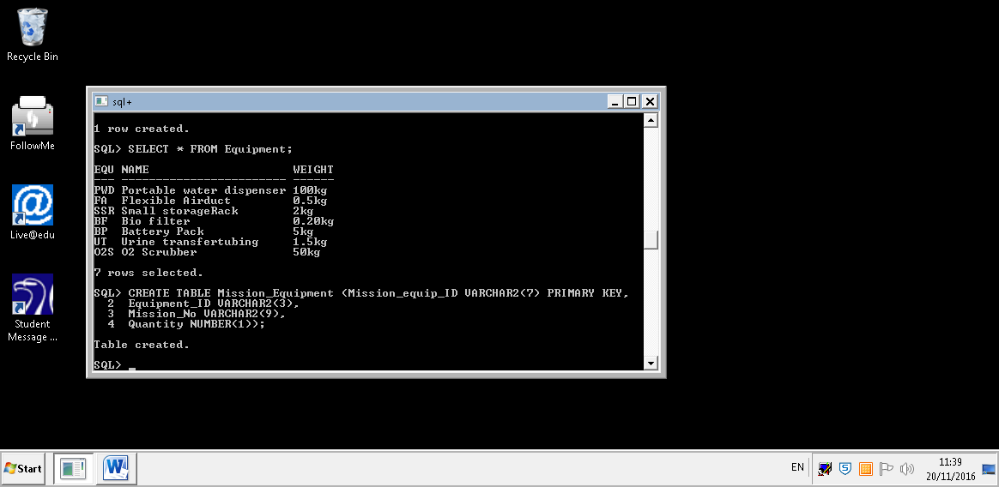 Recycle Bin
FollowMe
Live@edu
Student
Message ...
sql+
1 row created.
SQL> SELECT * FROM Equipment;
EQU NAME                     WEIGHT
--- ------------------------ ------
PWD Portable water dispenser 100kg
FA  Flexible Airduct         0.5kg
SSR Small storageRack        2kg
BF  Bio filter               0.20kg
BP  Battery Pack             5kg
UT  Urine transfertubing     1.5kg
O2S O2 Scrubber              50kg
7 rows selected.
SQL> CREATE TABLE Mission_Equipment (Mission_equip_ID VARCHAR2(7) PRIMARY KEY,
  2  Equipment_ID VARCHAR2(3),
  3  Mission_No VARCHAR2(9),
  4  Quantity NUMBER(1));
Table created.
SQL> _
Start
EN
11:39
20/11/2016